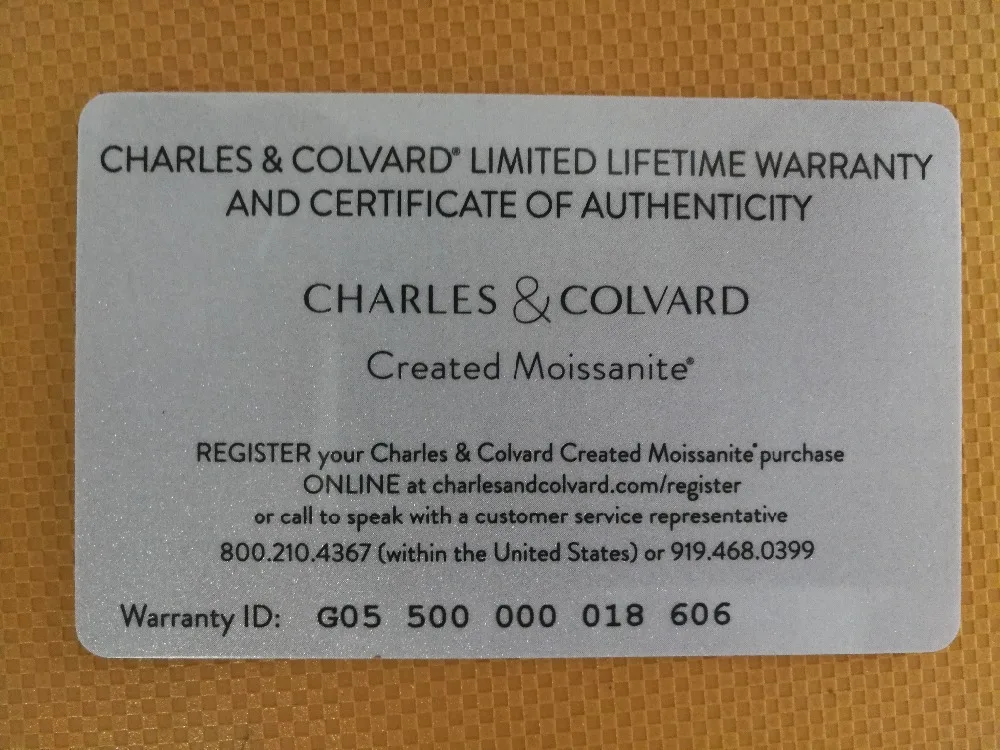 CHARLES & COLVARD® LIMITED LIFETIME WARRANTY
AND CERTIFICATE OF AUTHENTICITY
CHARLES & COLVARD
Created Moissanite®
REGISTER your Charles & Colvard Created Moissanite® purchase
ONLINE at charlesandcolvard.com/register
or call to speak with a customer service representative
800.210.4367 (within the United States) or 919.468.0399
Warranty ID: G05 500 000 018 606